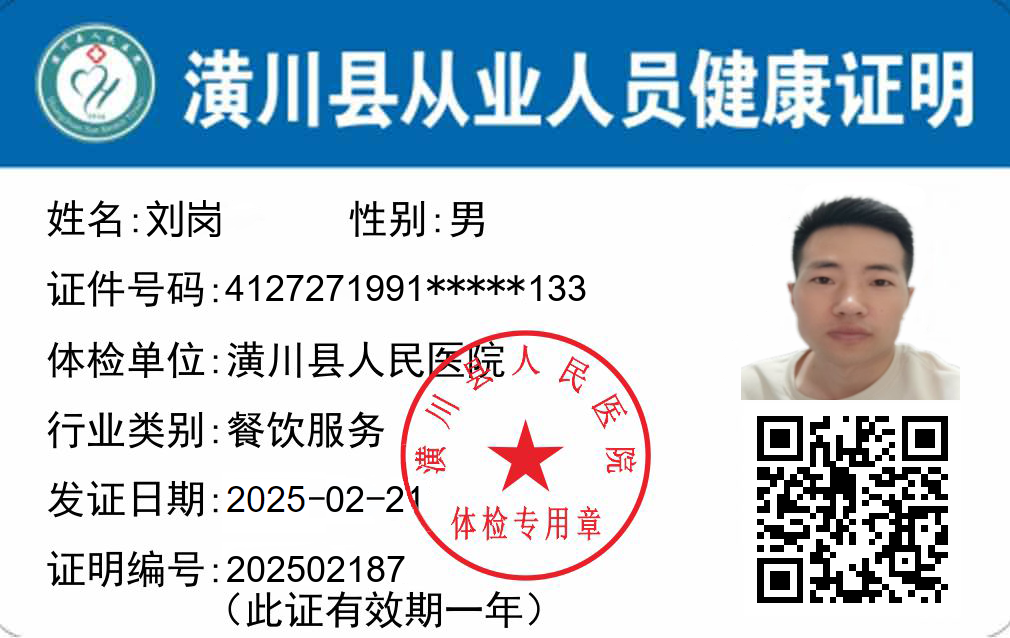 潢川县从业人员健康证明
姓名:刘岗 性别:男
证件号码:4127271991*****133
体检单位:潢川县人民医院
行业类别:餐饮服务
发证日期:2025-02-21
证明编号:202502187
（此证有效期一年）
潢川县人民医院
体检专用章